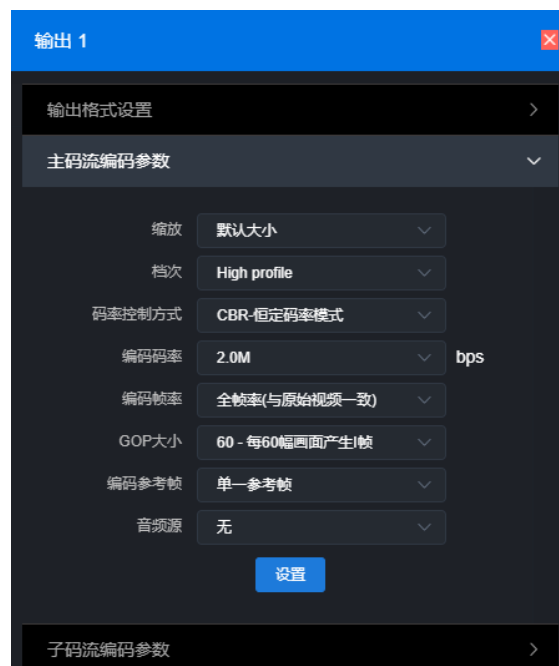 输出 1
输出格式设置
主码流编码参数
缩放 默认大小
档次 High profile
码率控制方式 CBR-恒定码率模式
编码码率 2.0M bps
编码帧率 全帧率(与原始视频一致)
GOP大小 60 - 每60幅画面产生I帧
编码参考帧 单一参考帧
音频源 无
设置
子码流编码参数